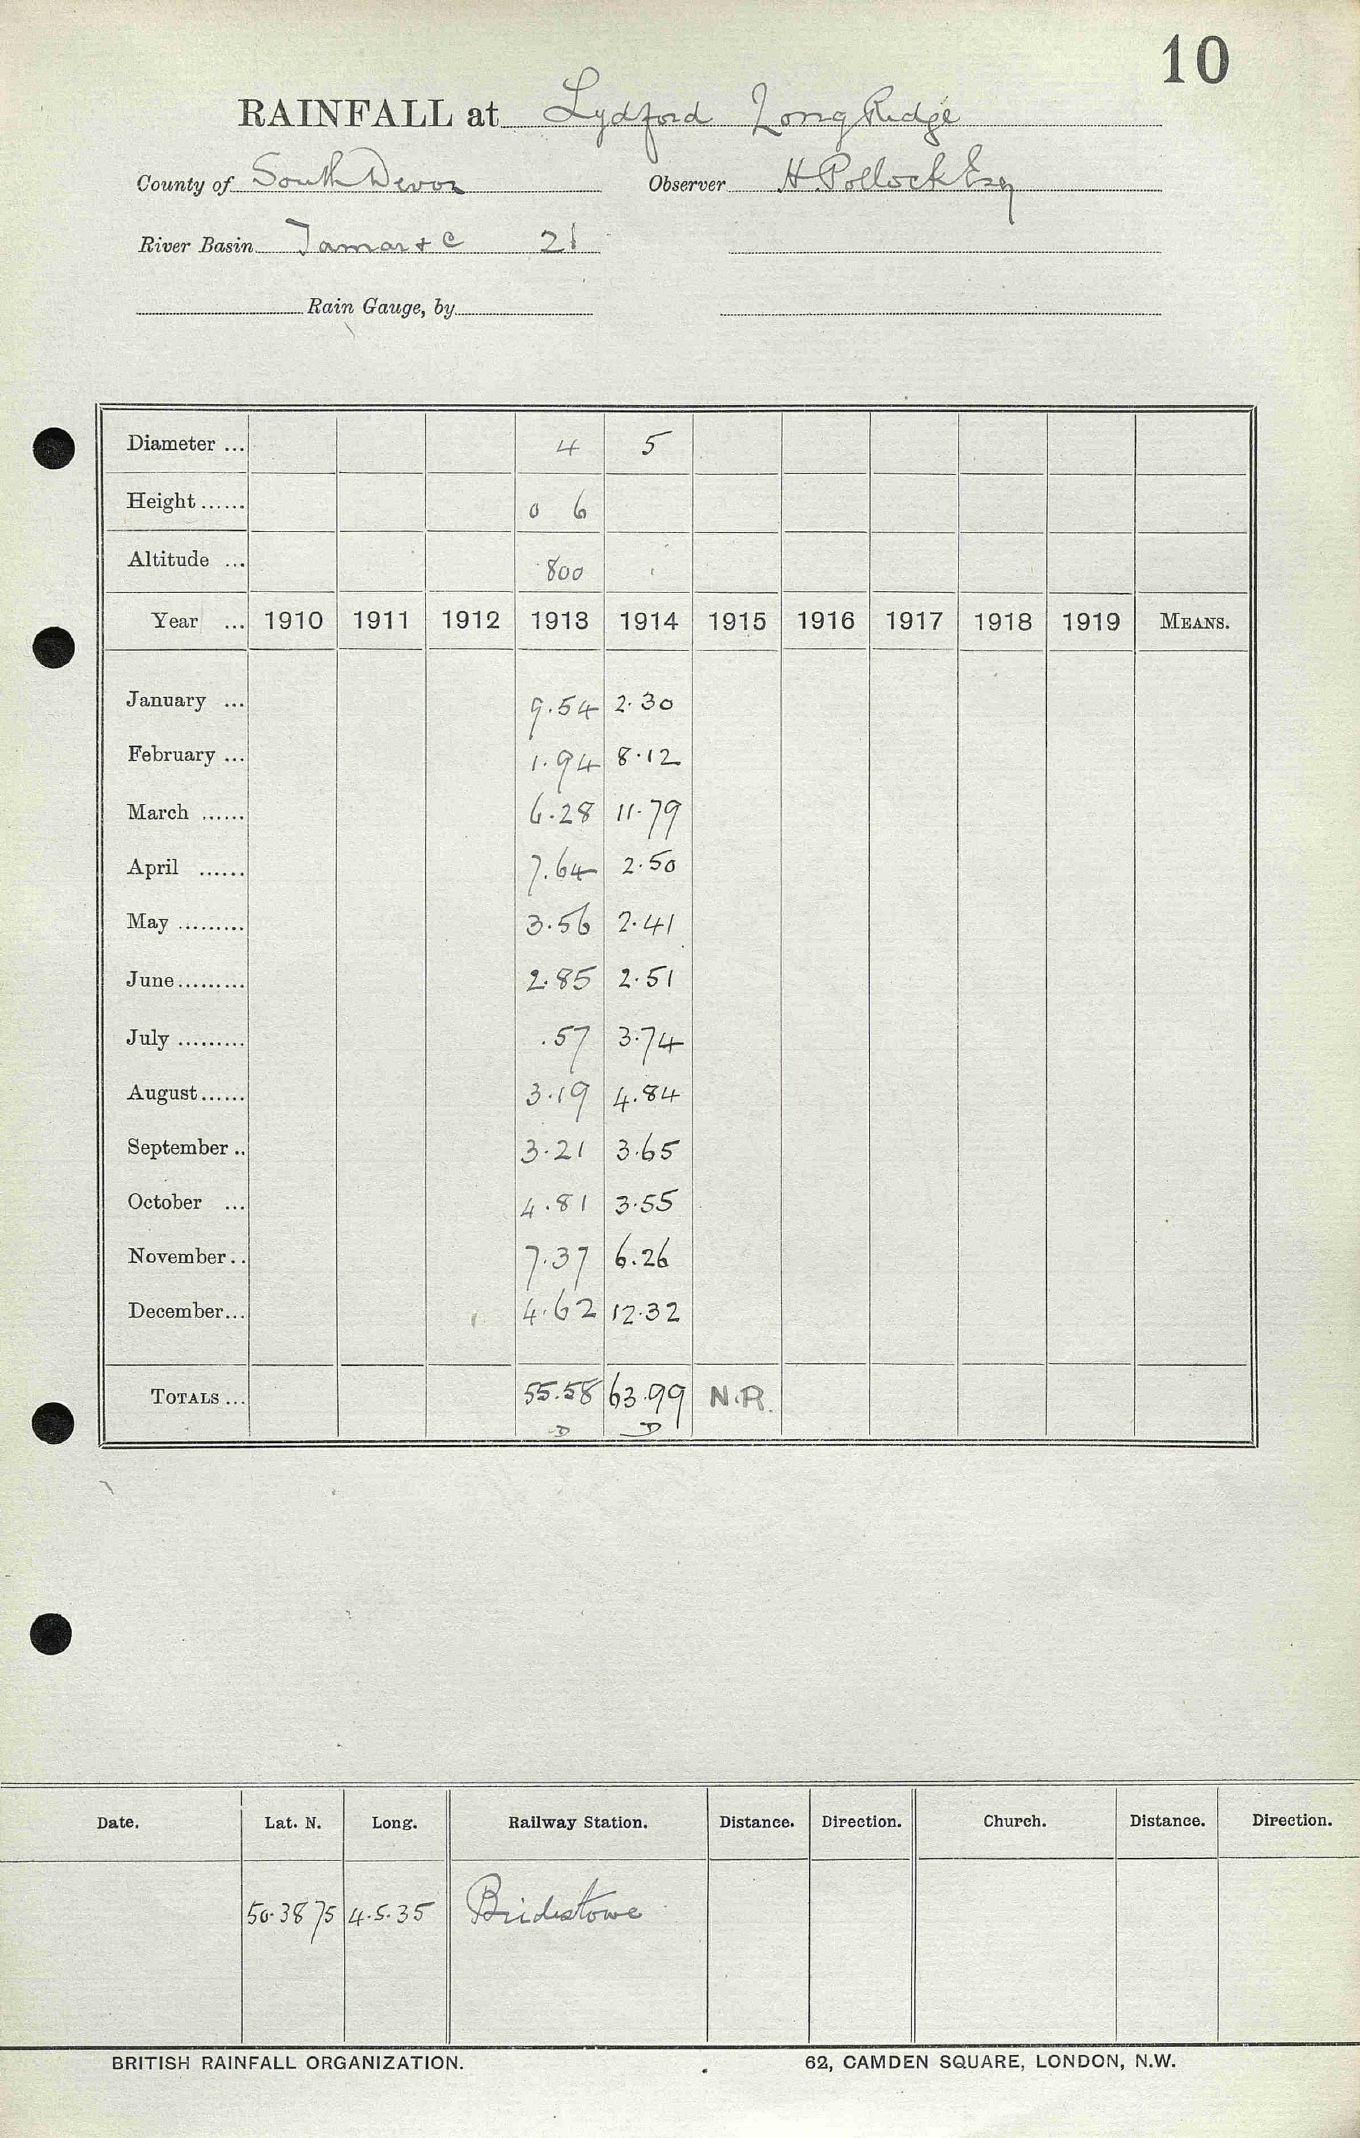 10
RAINFALL at Lydford Long Ridge
County of South Devon Observer H. Pollock Esq
River Basin Tamar & c 21
Rain Gauge, by
Diameter ... 4 5
Height ...... 0 6
Altitude ... 800
Year ... 1910 1911 1912 1913 1914 1915 1916 1917 1918 1919 MEANS.
January ... 9.54 2.30
February ... 1.94 8.12
March ...... 6.28 11.79
April ...... 7.64 2.50
May ......... 3.56 2.41
June ......... 2.85 2.51
July ......... .57 3.74
August ...... 3.19 4.84
September .. 3.21 3.65
October ... 4.81 3.55
November .. 7.37 6.26
December ... 4.62 12.32
TOTALS ... 55.58 63.99 N.R.
D D
Date. Lat. N. Long. Railway Station. Distance. Direction. Church. Distance. Direction.
50.38 75 4.5.35 Bridestowe
BRITISH RAINFALL ORGANIZATION. 62, CAMDEN SQUARE, LONDON, N.W.